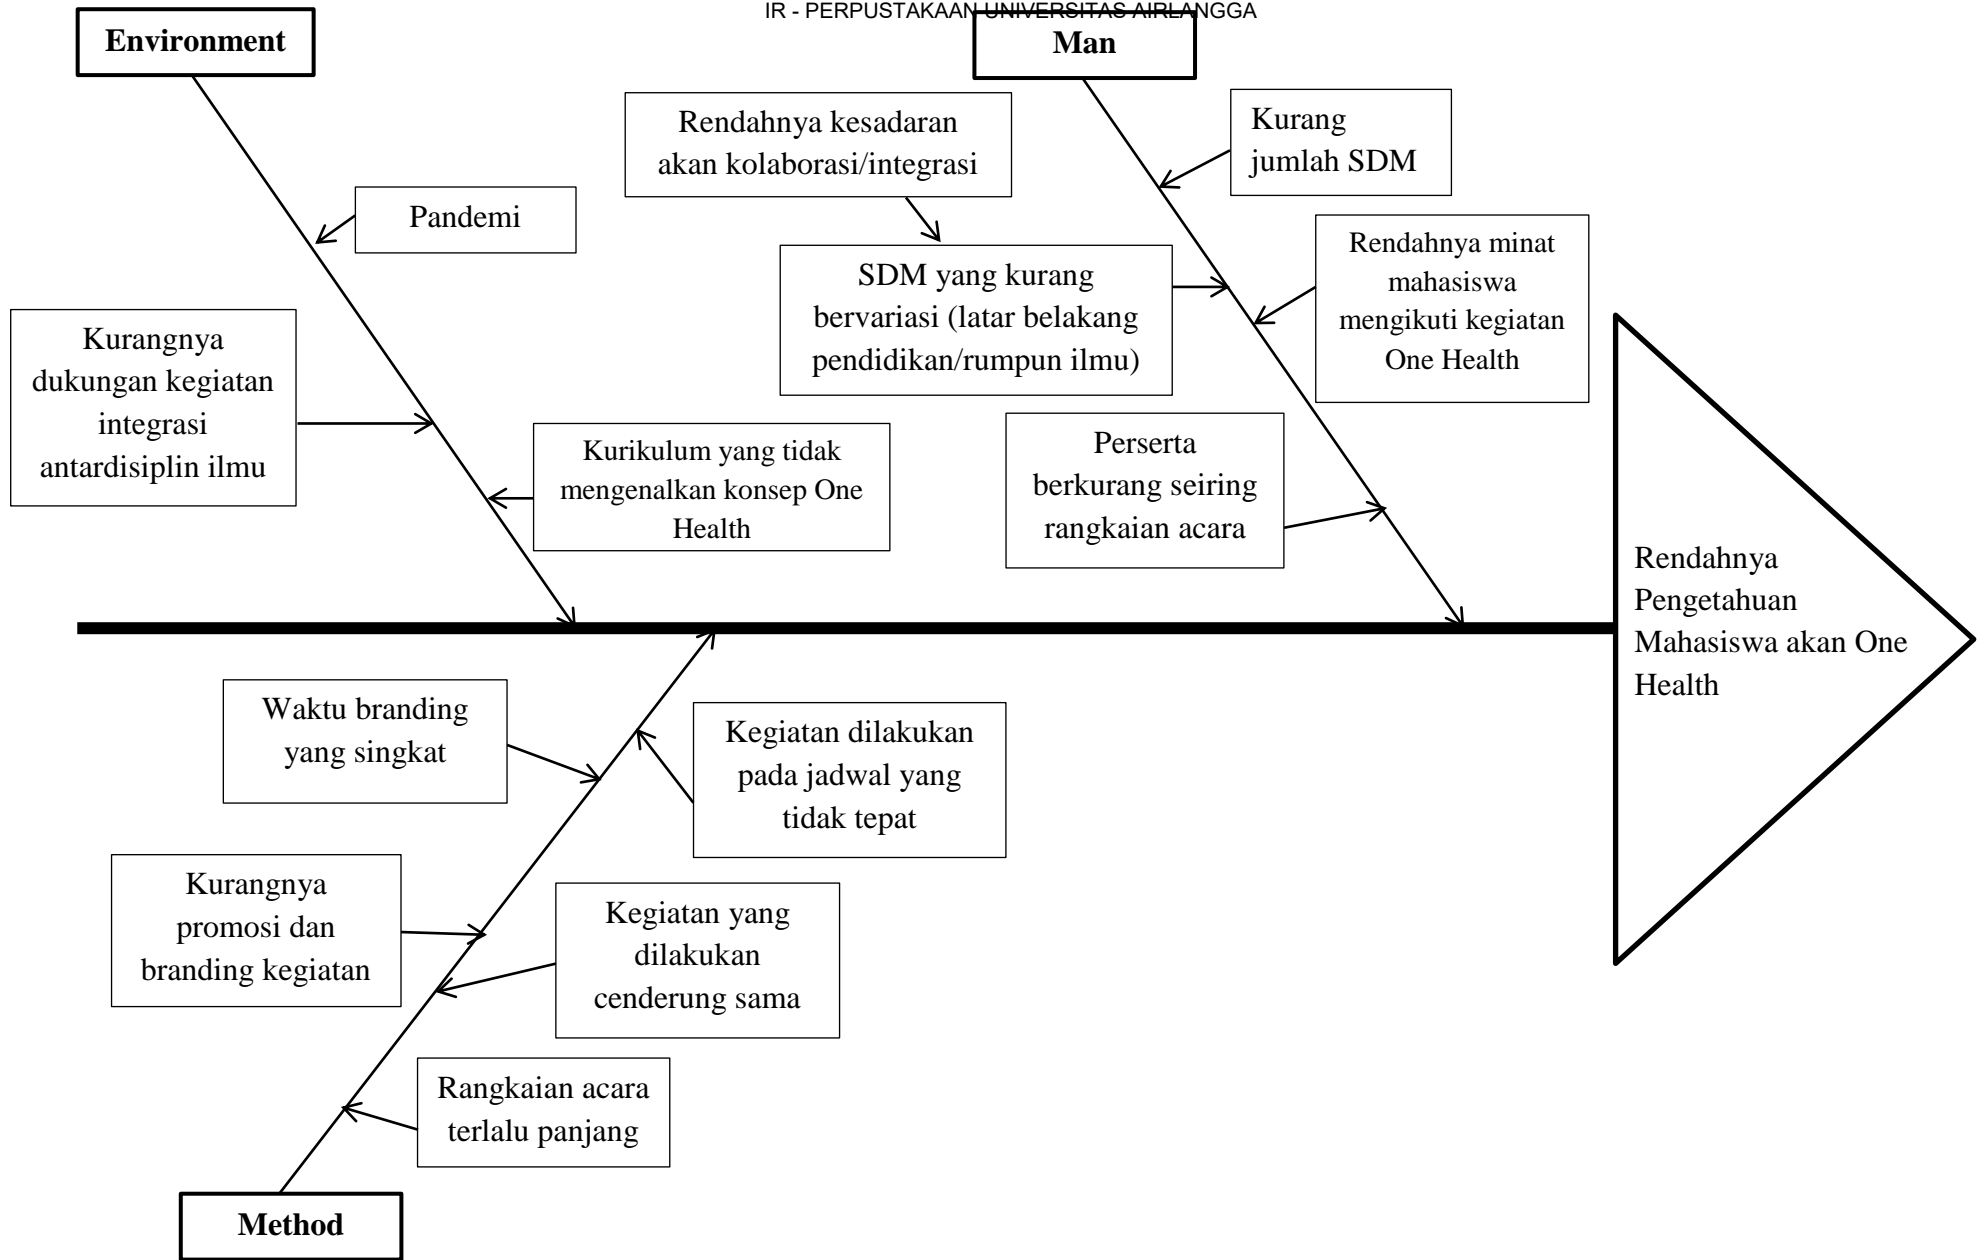 IR - PERPUSTAKAAN UNIVERSITAS AIRLANGGA
Environment
Man
Rendahnya kesadaran
akan kolaborasi/integrasi
Kurang
jumlah SDM
Pandemi
SDM yang kurang
bervariasi (latar belakang
pendidikan/rumpun ilmu)
Rendahnya minat
mahasiswa
mengikuti kegiatan
One Health
Kurangnya
dukungan kegiatan
integrasi
antardisiplin ilmu
Kurikulum yang tidak
mengenalkan konsep One
Health
Perserta
berkurang seiring
rangkaian acara
Rendahnya
Pengetahuan
Mahasiswa akan One
Health
Waktu branding
yang singkat
Kegiatan dilakukan
pada jadwal yang
tidak tepat
Kurangnya
promosi dan
branding kegiatan
Kegiatan yang
dilakukan
cenderung sama
Rangkaian acara
terlalu panjang
Method